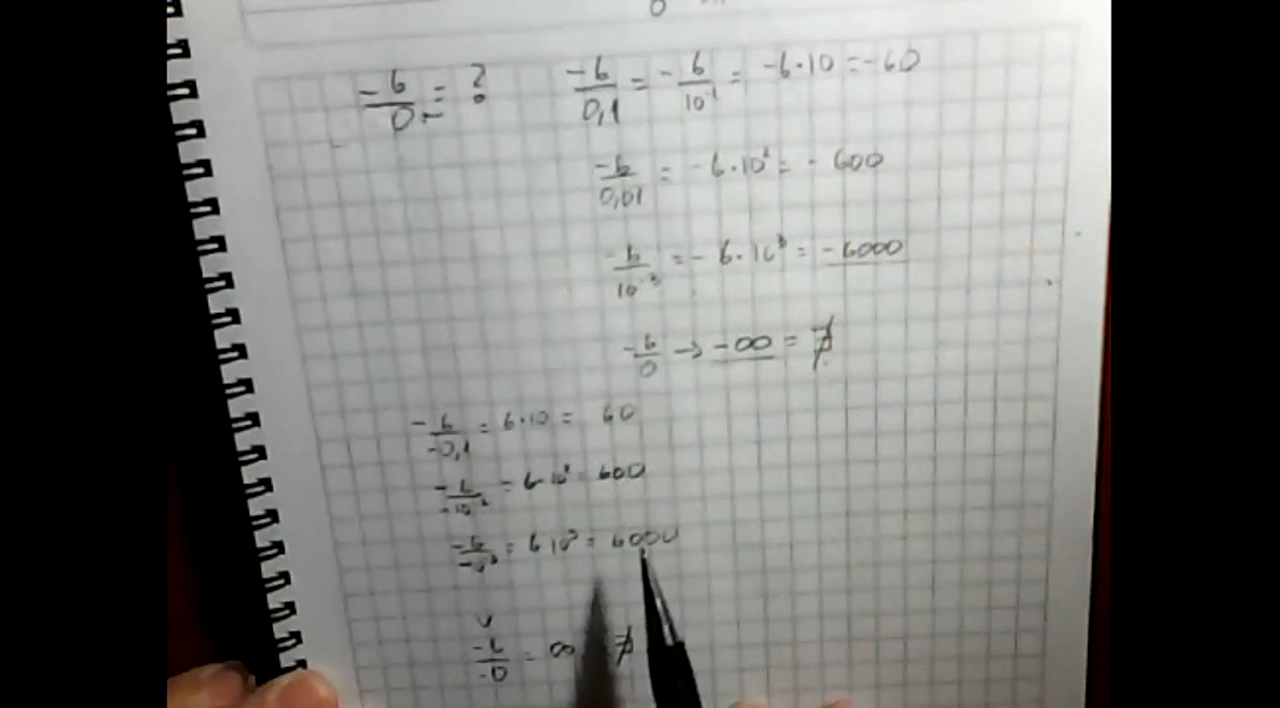 -6/0 = ? -6/0,1 = - 6/10⁻¹ = -6·10 = -60
-6/0,01 = -6·10² = -600
-6/10⁻³ = -6·10³ = -6000
-6/0 → -∞ = ∄
-6/-0,1 = 6·10 = 60
-6/-10⁻² = 6·10² = 600
-6/-10⁻³ = 6 10³ = 6000
-6/-0 = ∞ ∄